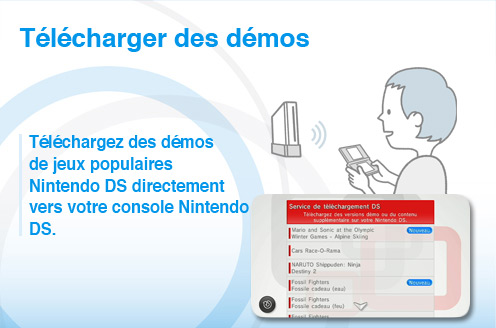 Télécharger des démos
Téléchargez des démos
de jeux populaires
Nintendo DS directement
vers votre console Nintendo
DS.
Service de téléchargement DS
Téléchargez des versions démo ou du contenu
supplémentaire sur votre Nintendo DS.
Mario and Sonic at the Olympic
Winter Games - Alpine Skiing
Nouveau
Cars Race-O-Rama
NARUTO Shippuden: Ninja
Destiny 2
Fossil Fighters
Fossile cadeau (eau)
Nouveau
Fossil Fighters
Fossile cadeau (feu)
Fossil Fighters